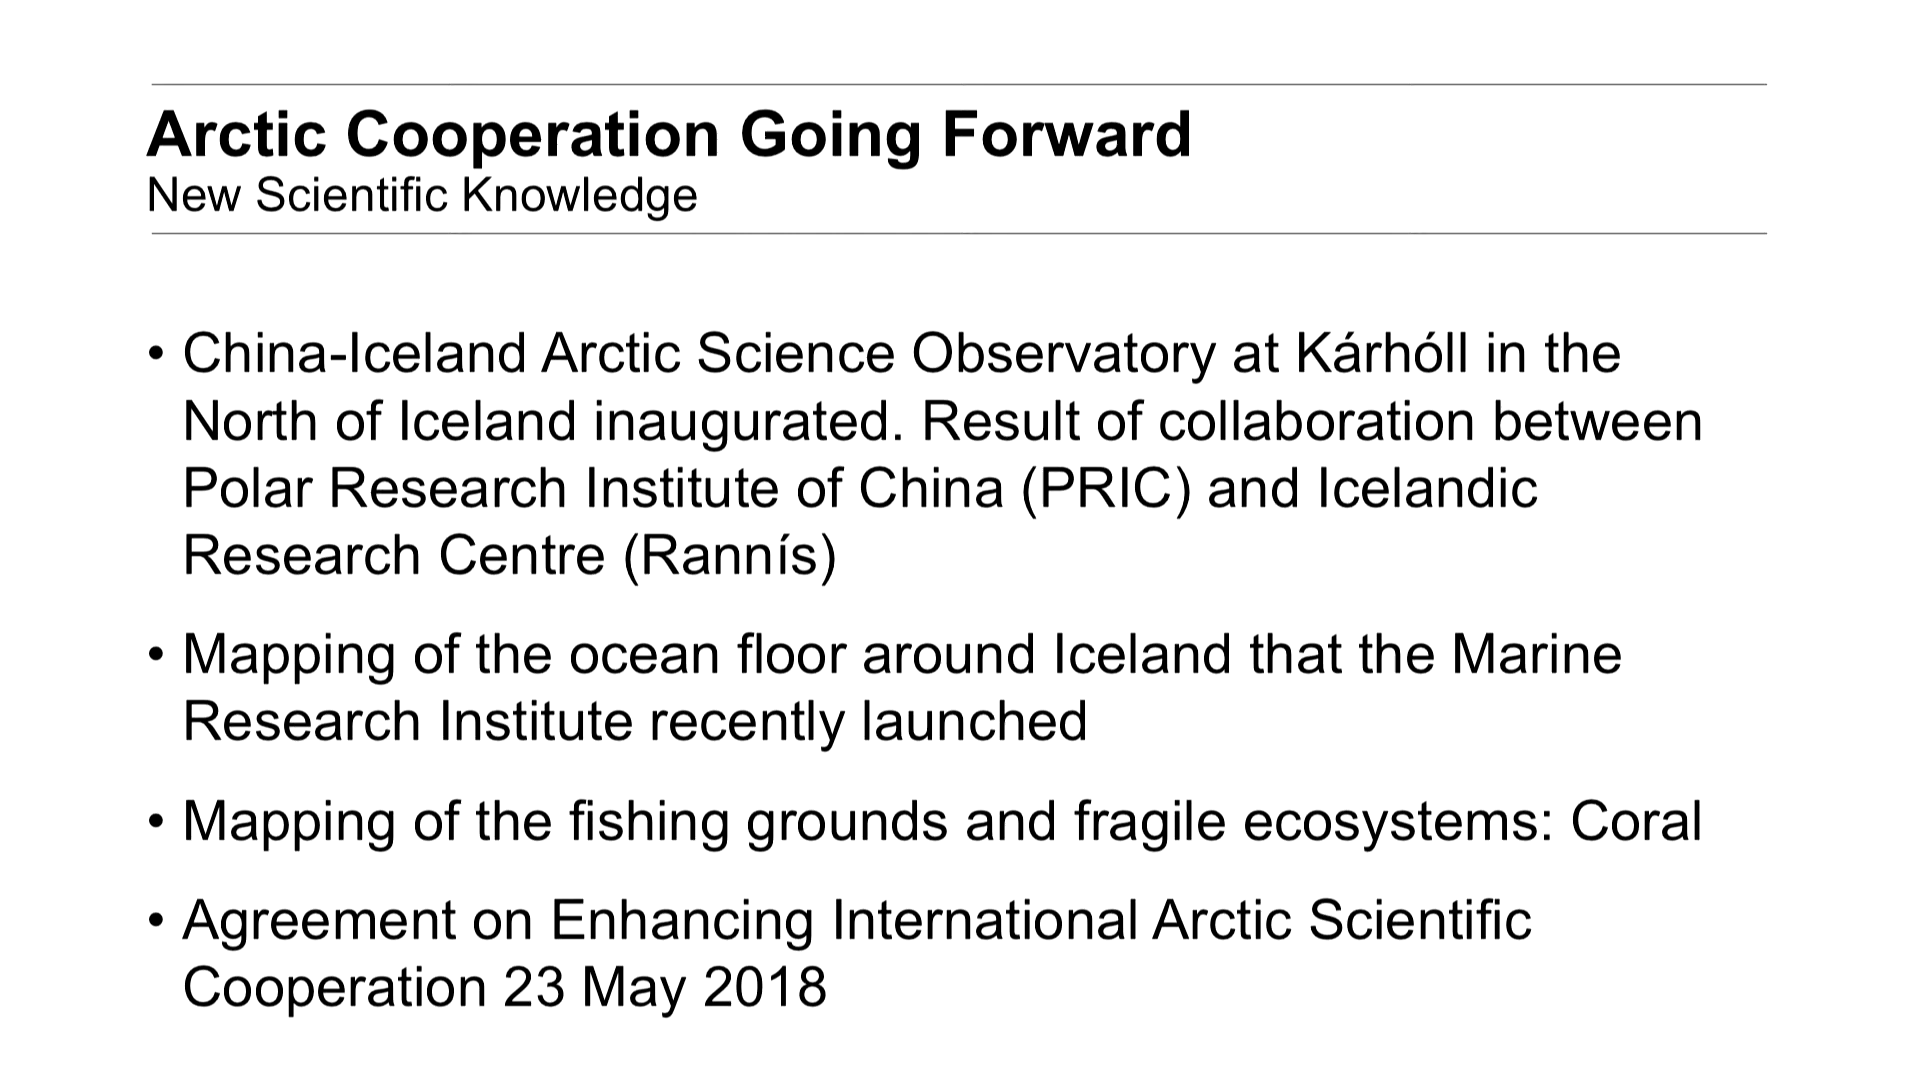 Arctic Cooperation Going Forward
New Scientific Knowledge
• China-Iceland Arctic Science Observatory at Kárhóll in the
North of Iceland inaugurated. Result of collaboration between
Polar Research Institute of China (PRIC) and Icelandic
Research Centre (Rannís)
• Mapping of the ocean floor around Iceland that the Marine
Research Institute recently launched
• Mapping of the fishing grounds and fragile ecosystems: Coral
• Agreement on Enhancing International Arctic Scientific
Cooperation 23 May 2018